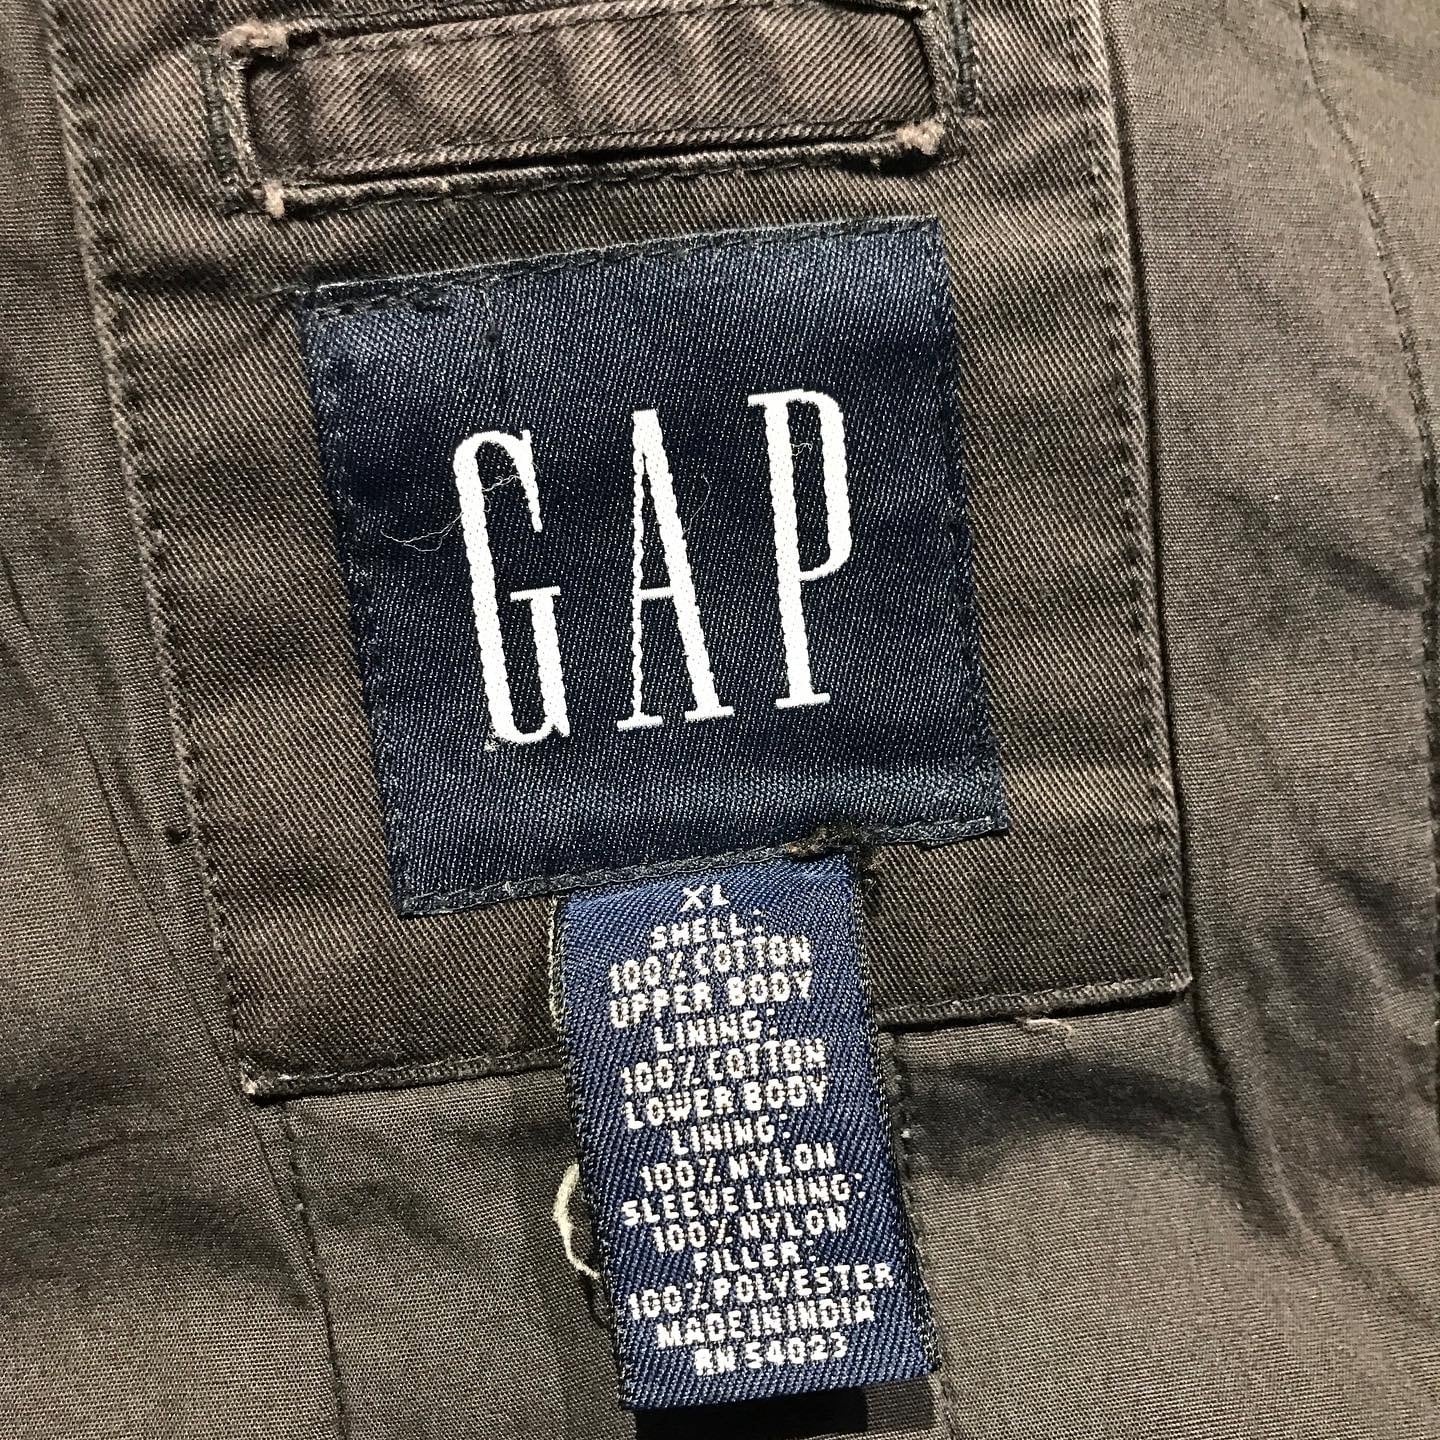 GAP
XL
SHELL:
100% COTTON
UPPER BODY
LINING:
100% COTTON
LOWER BODY
LINING:
100% NYLON
SLEEVE LINING:
100% NYLON
FILLER:
100% POLYESTER
MADE IN INDIA
RN 54023